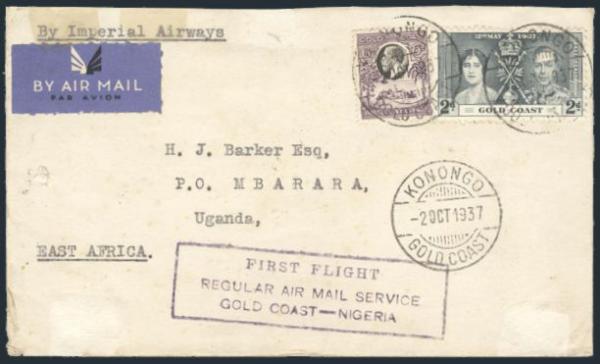 By Imperial Airways
BY AIR MAIL
PAR AVION
KONONGO
12TH MAY 1937
2d GOLD COAST 2d
H. J. Barker Esq,
P.O. MBARARA,
Uganda,
EAST AFRICA.
KONONGO
-2 OCT 1937
GOLD COAST
FIRST FLIGHT
REGULAR AIR MAIL SERVICE
GOLD COAST—NIGERIA